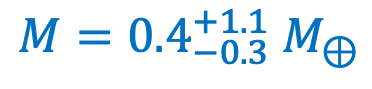 M = 0.4^{+1.1}_{-0.3} M_⊕